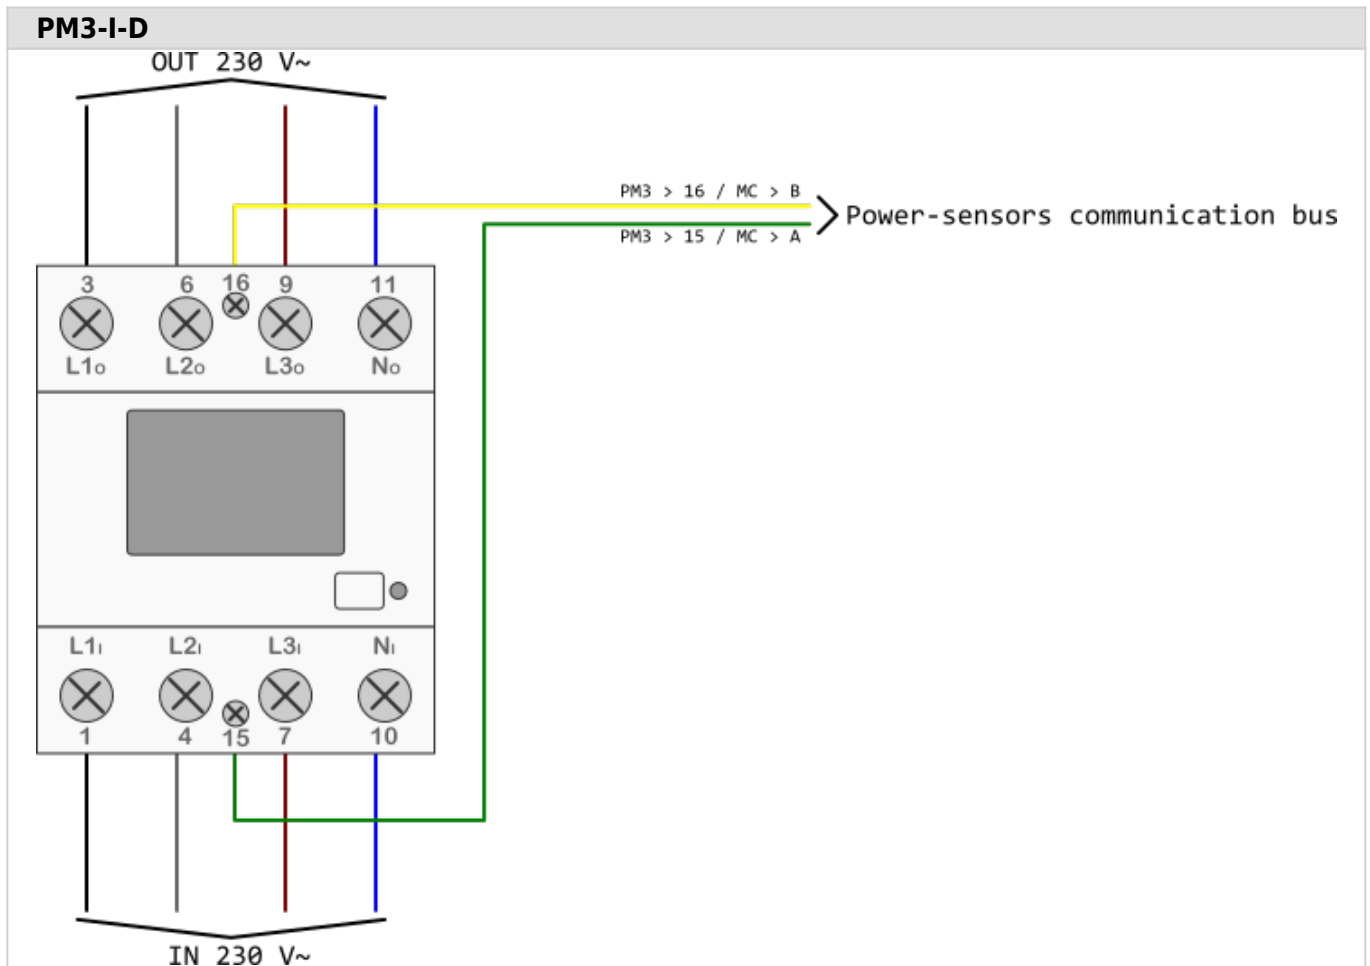 PM3-I-D
OUT 230 V~
PM3 > 16 / MC > B
Power-sensors communication bus
PM3 > 15 / MC > A
3 6 16 9 11
L1o L2o L3o No
L1I L2I L3I NI
1 4 15 7 10
IN 230 V~